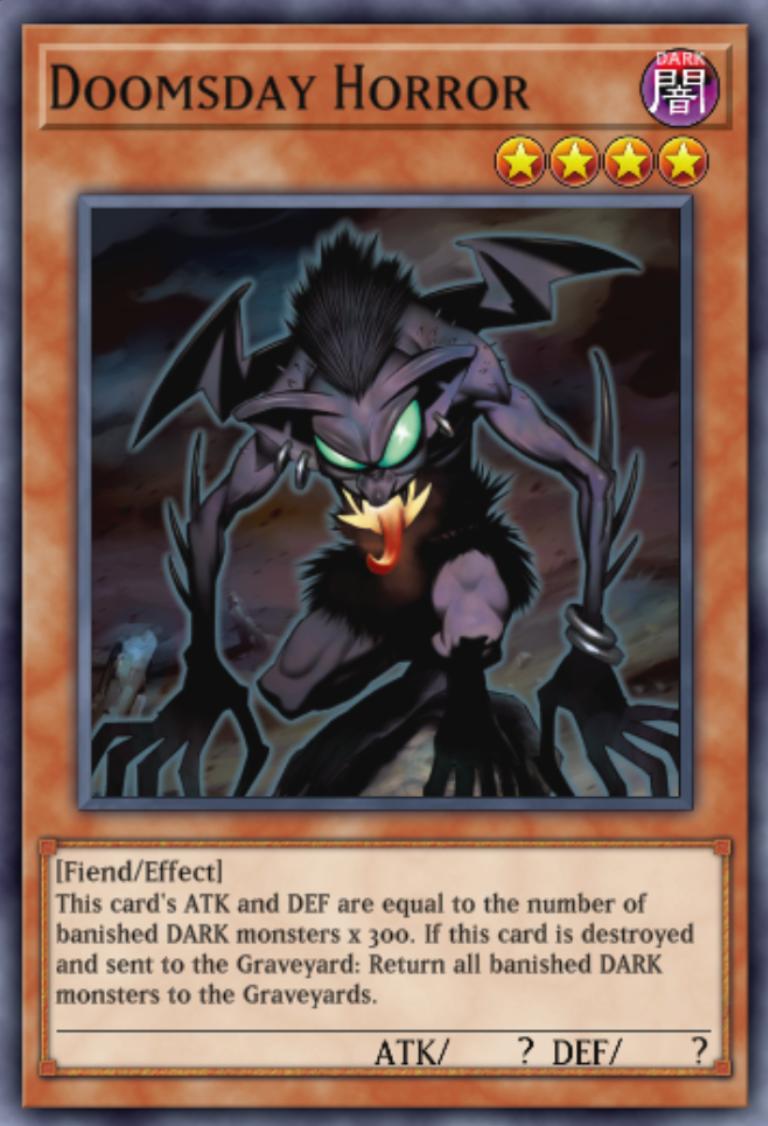 DOOMSDAY HORROR
DARK
闇
[Fiend/Effect]
This card's ATK and DEF are equal to the number of
banished DARK monsters x 300. If this card is destroyed
and sent to the Graveyard: Return all banished DARK
monsters to the Graveyards.
ATK/ ? DEF/ ?